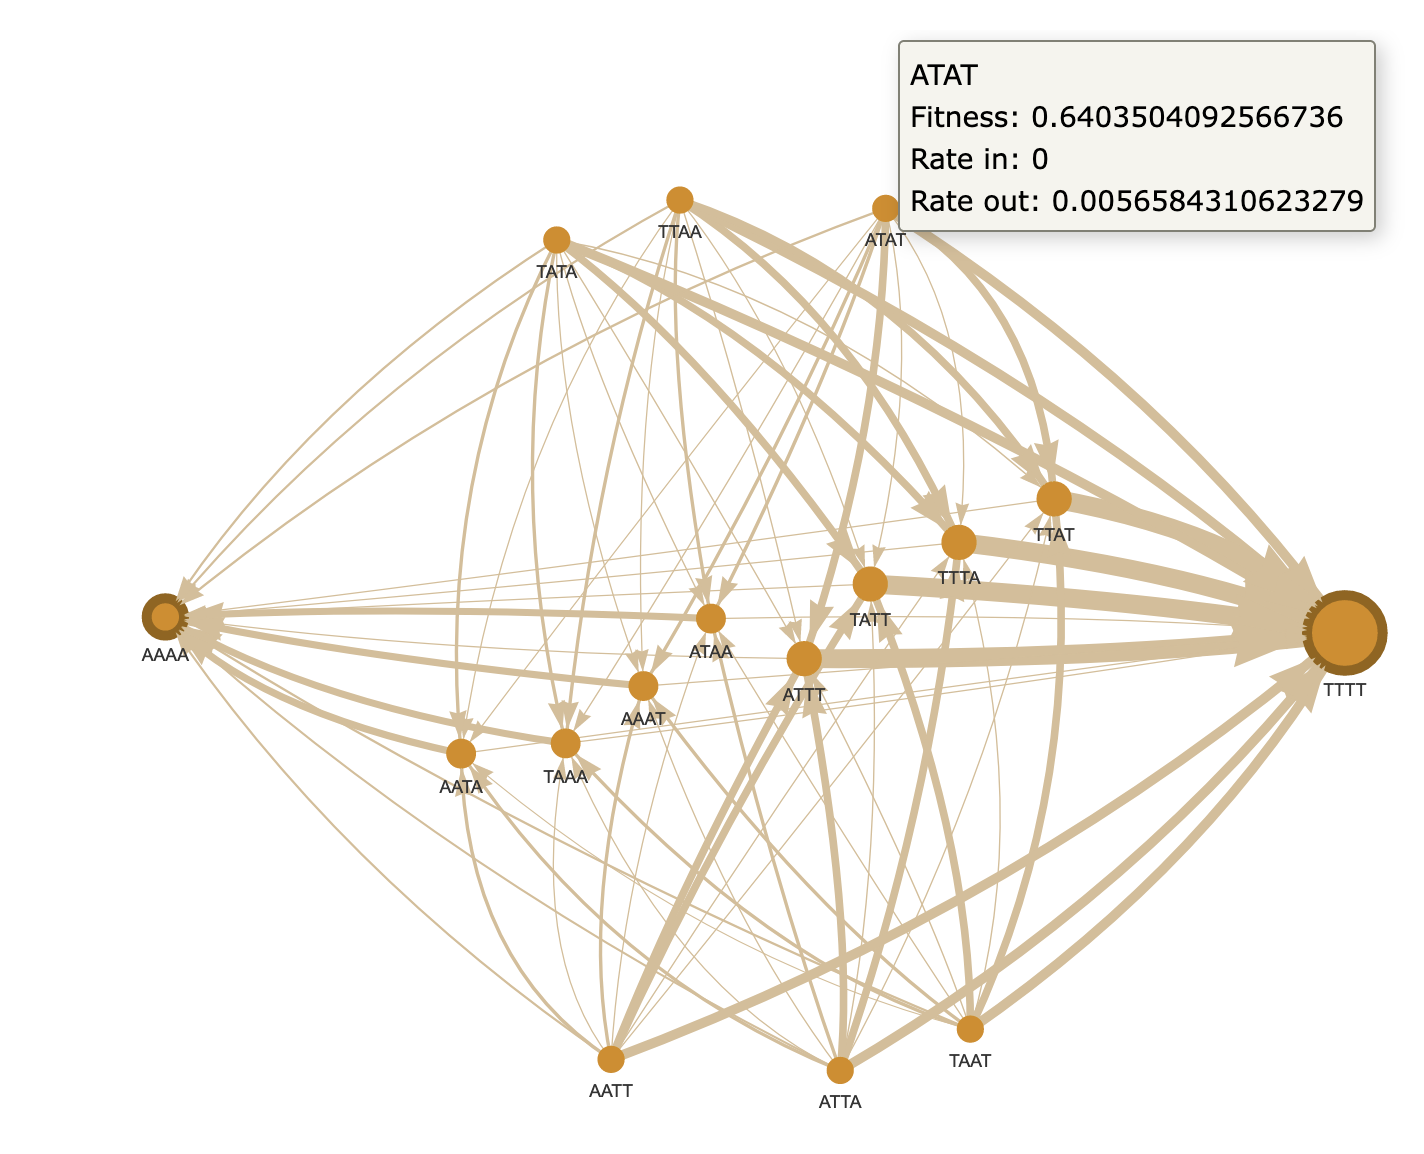 ATAT
Fitness: 0.6403504092566736
Rate in: 0
Rate out: 0.0056584310623279
TTAA
ATAT
TATA
TTAT
TTTA
TATT
ATAA
AAAA
TTTT
ATTT
AAAT
TAAA
AATA
TAAT
AATT
ATTA